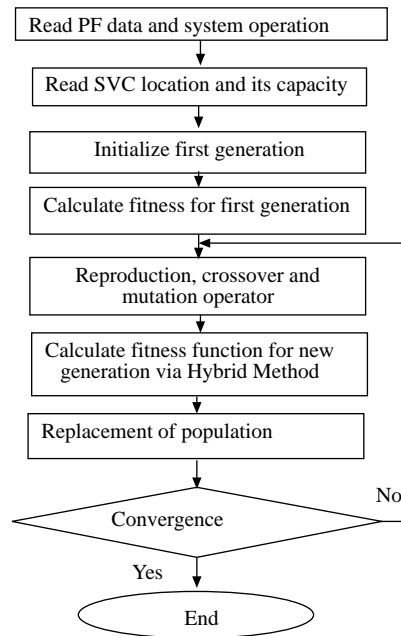 Read PF data and system operation
Read SVC location and its capacity
Initialize first generation
Calculate fitness for first generation
Reproduction, crossover and
mutation operator
Calculate fitness function for new
generation via Hybrid Method
Replacement of population
Convergence
No
Yes
End